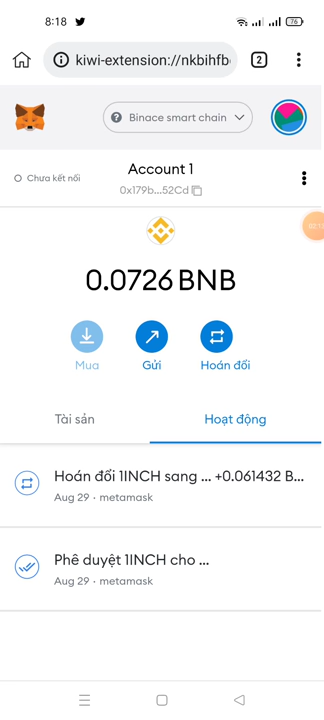 8:18
76
kiwi-extension://nkbihfb
2
Binace smart chain
Chưa kết nối
Account 1
0x179b...52Cd
0.0726 BNB
Mua
Gửi
Hoán đổi
Tài sản
Hoạt động
Hoán đổi 1INCH sang ... +0.061432 B...
Aug 29 · metamask
Phê duyệt 1INCH cho ...
Aug 29 · metamask